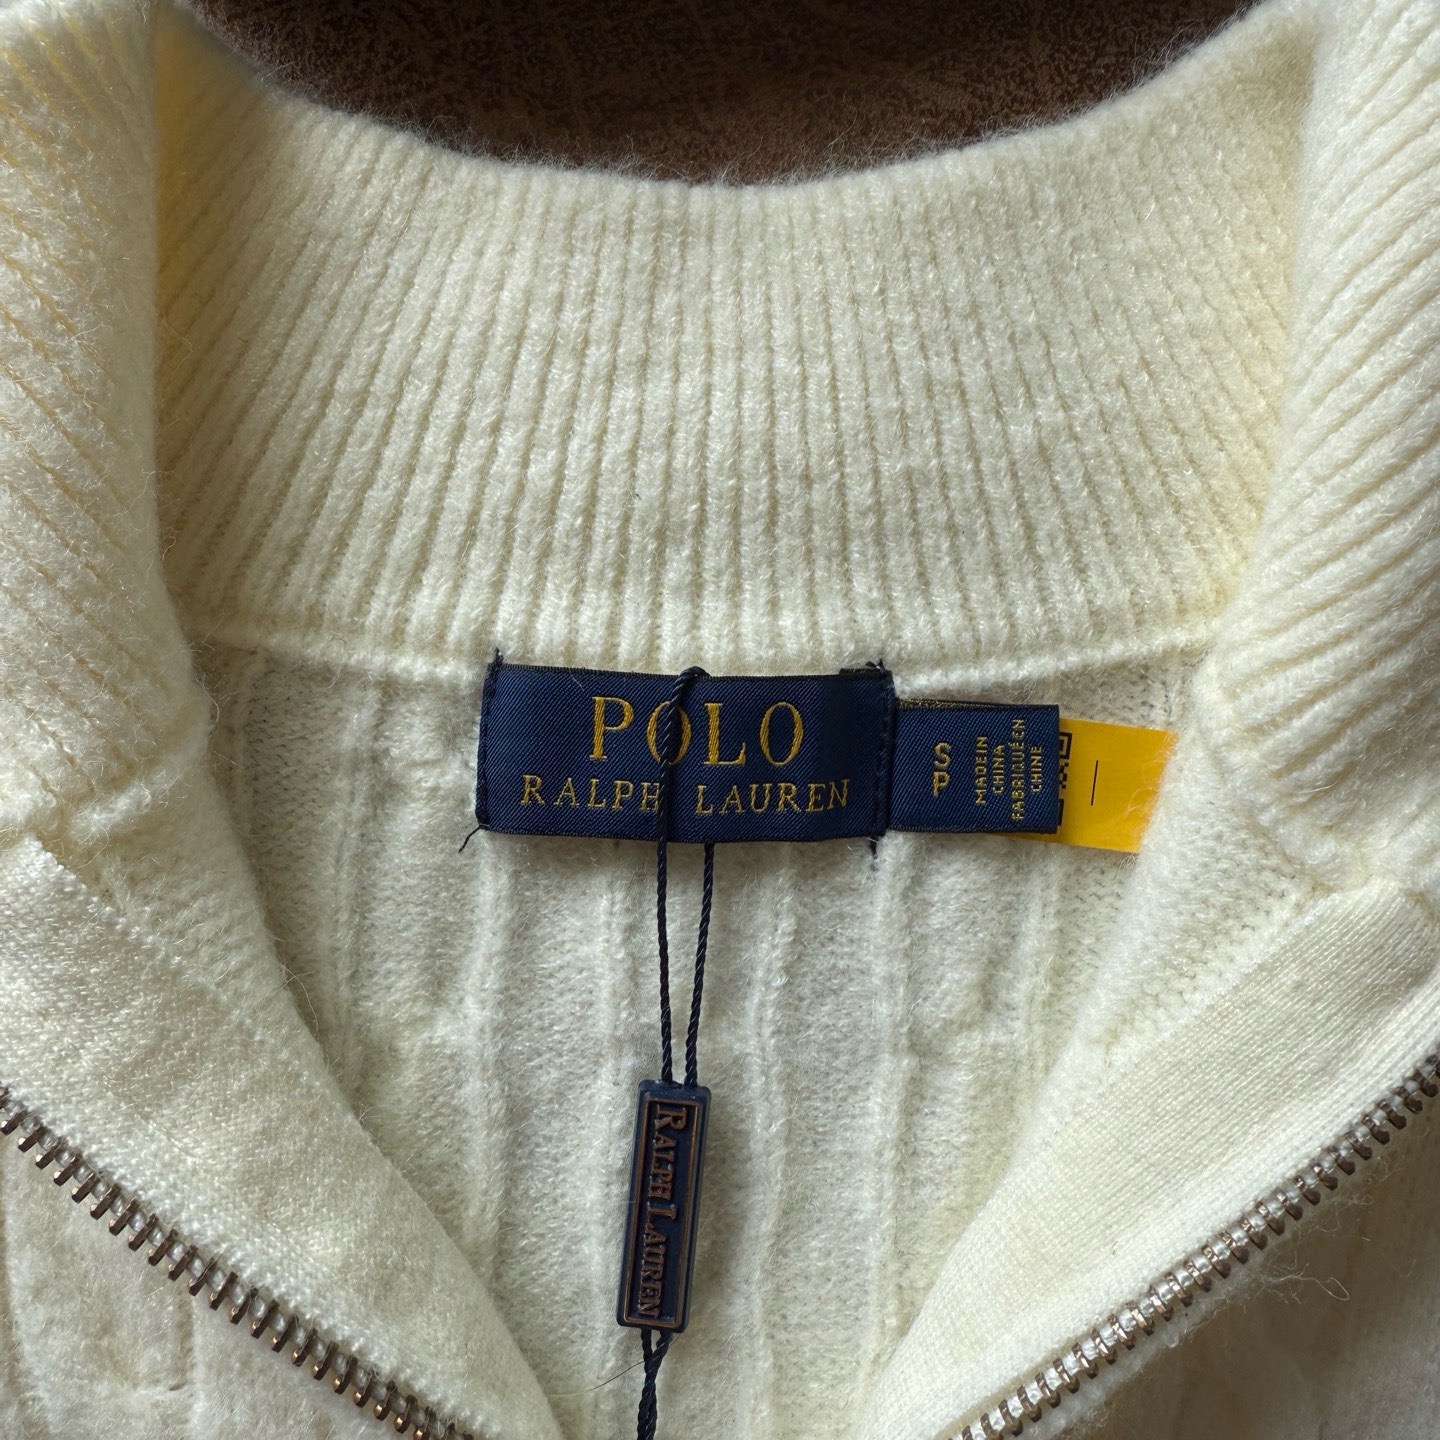 POLO
RALPH LAUREN
S
P
MADE IN
CHINA
FABRIQUÉ EN
CHINE
RALPH LAUREN